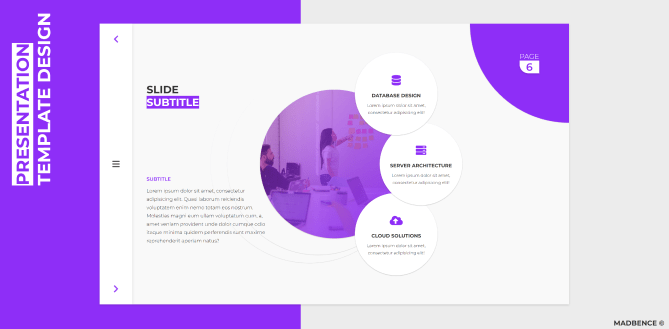 PRESENTATION
TEMPLATE DESIGN
SLIDE
SUBTITLE
SUBTITLE
Lorem ipsum dolor sit amet, consectetur
adipiscing elit. Quasi laborum reiciendis
voluptatem enim nemo totam eos nostrum.
Molestias magni eum ullam voluptatum cum, a
amet veniam provident unde dolor cumque odio
itaque minima quidem perferendis sunt maxime
reprehenderit aperiam natus?
DATABASE DESIGN
Lorem ipsum dolor sit amet,
consectetur adipiscing elit!
SERVER ARCHITECTURE
Lorem ipsum dolor sit amet,
consectetur adipiscing elit!
CLOUD SOLUTIONS
Lorem ipsum dolor sit amet,
consectetur adipiscing elit!
PAGE
6
MADBENCE ©